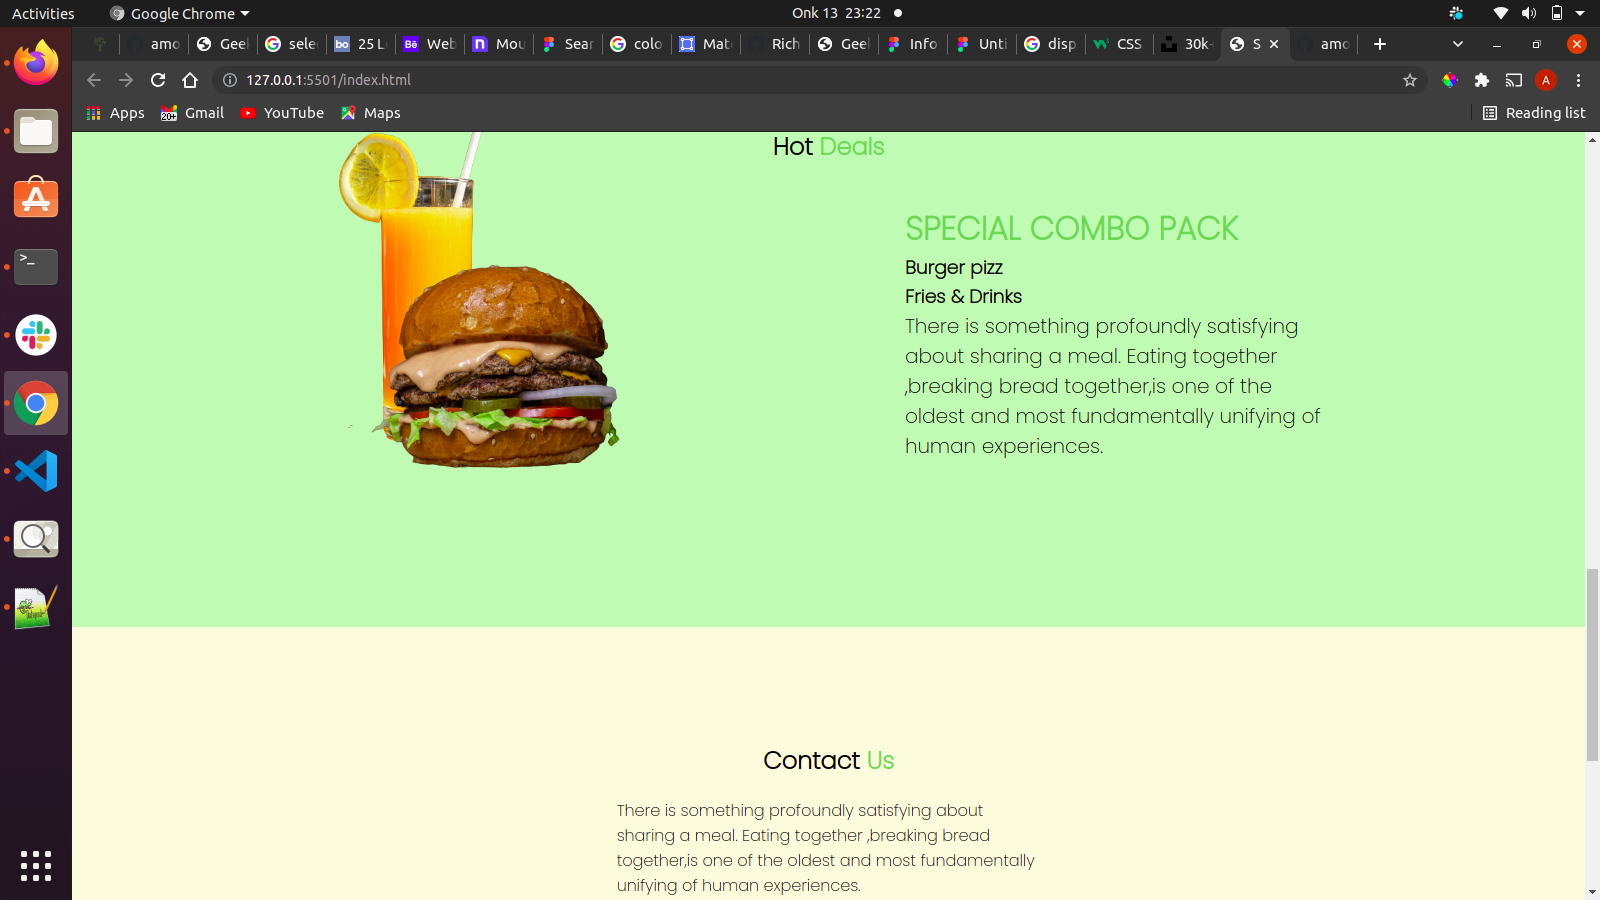 Activities Google Chrome Onk 13 23:22
amo Geel selec 25 Le Web Mou Sear colo Mate Rich Geel Info Unti disp CSS 30k+ S amo
127.0.0.1:5501/index.html A
Apps Gmail YouTube Maps Reading list
Hot Deals
SPECIAL COMBO PACK
Burger pizz
Fries & Drinks
There is something profoundly satisfying
about sharing a meal. Eating together
,breaking bread together,is one of the
oldest and most fundamentally unifying of
human experiences.
Contact Us
There is something profoundly satisfying about
sharing a meal. Eating together ,breaking bread
together,is one of the oldest and most fundamentally
unifying of human experiences.